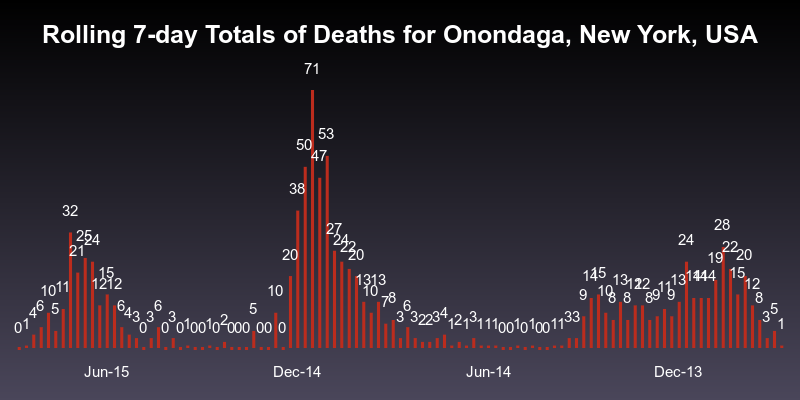 Rolling 7-day Totals of Deaths for Onondaga, New York, USA
0 1 4 6 10 5 11 32 21 25 24 12 15 12 6 4 3 0 3 6 0 3 0 1 0 0 1 0 2 0 0 0 5 0 0 10 0 20 38 50 71 47 53 27 24 22 20 13 10 13 7 8 3 6 3 2 2 3 4 1 2 1 3 1 1 1 0 0 1 0 1 0 0 1 1 3 3 9 14 15 10 8 13 8 12 12 8 9 11 9 13 24 14 14 14 19 28 22 15 20 12 8 3 5 1
Jun-15 Dec-14 Jun-14 Dec-13